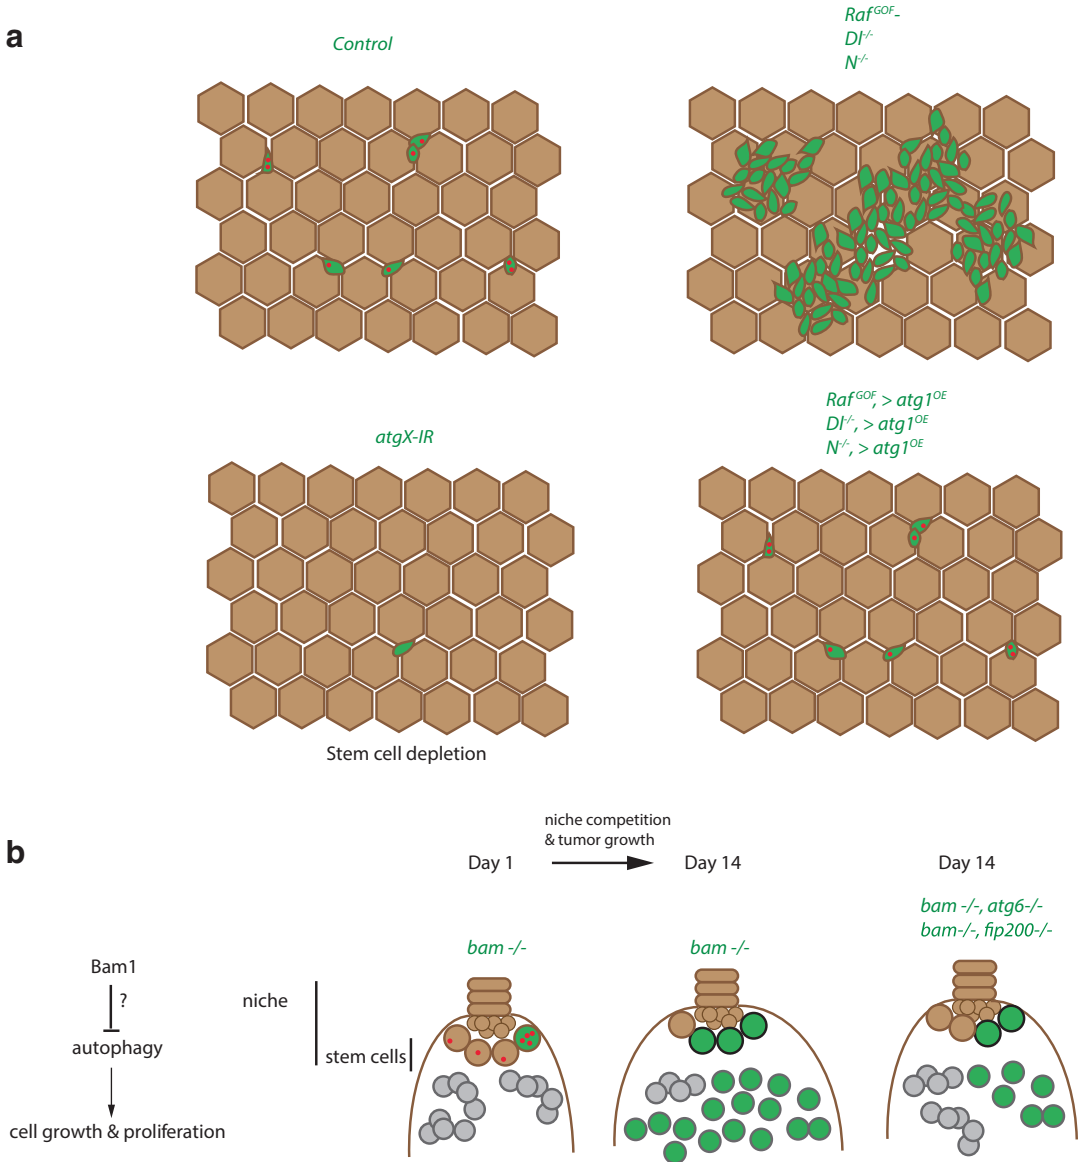 a
Control
Raf^GOF-
Dl^-/-
N^-/-
atgX-IR
Raf^GOF, > atg1^OE
Dl^-/-, > atg1^OE
N^-/-, > atg1^OE
Stem cell depletion
b
niche competition
& tumor growth
Day 1
Day 14
Day 14
bam -/-
bam -/-
bam -/-, atg6-/-
bam-/-, fip200-/-
Bam1
?
autophagy
cell growth & proliferation
niche
stem cells